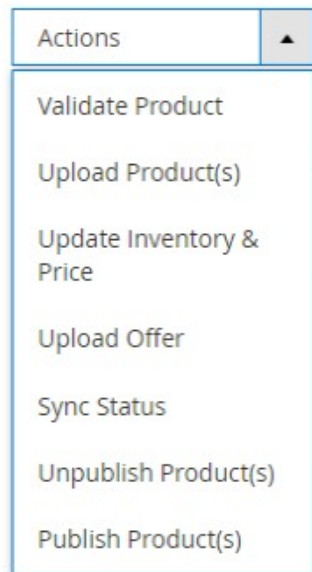 Actions
Validate Product
Upload Product(s)
Update Inventory &
Price
Upload Offer
Sync Status
Unpublish Product(s)
Publish Product(s)